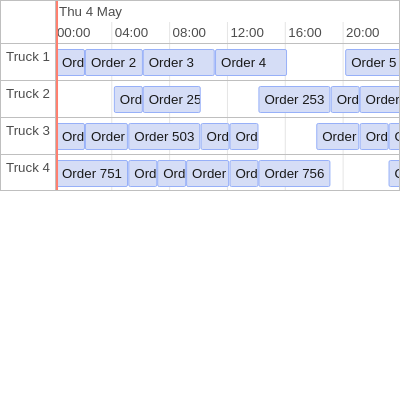 Thu 4 May
00:00 04:00 08:00 12:00 16:00 20:00
Truck 1 Ord Order 2 Order 3 Order 4 Order 5
Truck 2 Ord Order 25 Order 253 Ord Order
Truck 3 Ord Order Order 503 Ord Ord Order Ord
Truck 4 Order 751 Ord Ord Order Ord Order 756